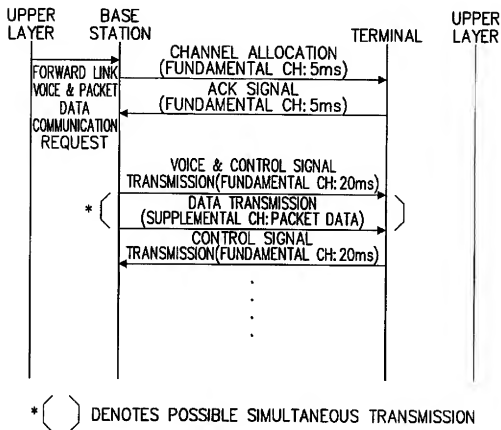 UPPER LAYER
BASE STATION
TERMINAL
UPPER LAYER
FORWARD LINK
VOICE & PACKET
DATA
COMMUNICATION
REQUEST
CHANNEL ALLOCATION
(FUNDAMENTAL CH: 5ms)
ACK SIGNAL
(FUNDAMENTAL CH: 5ms)
VOICE & CONTROL SIGNAL
TRANSMISSION(FUNDAMENTAL CH: 20ms)
*( )
DATA TRANSMISSION
(SUPPLEMENTAL CH: PACKET DATA)
CONTROL SIGNAL
TRANSMISSION(FUNDAMENTAL CH: 20ms)
*( ) DENOTES POSSIBLE SIMULTANEOUS TRANSMISSION